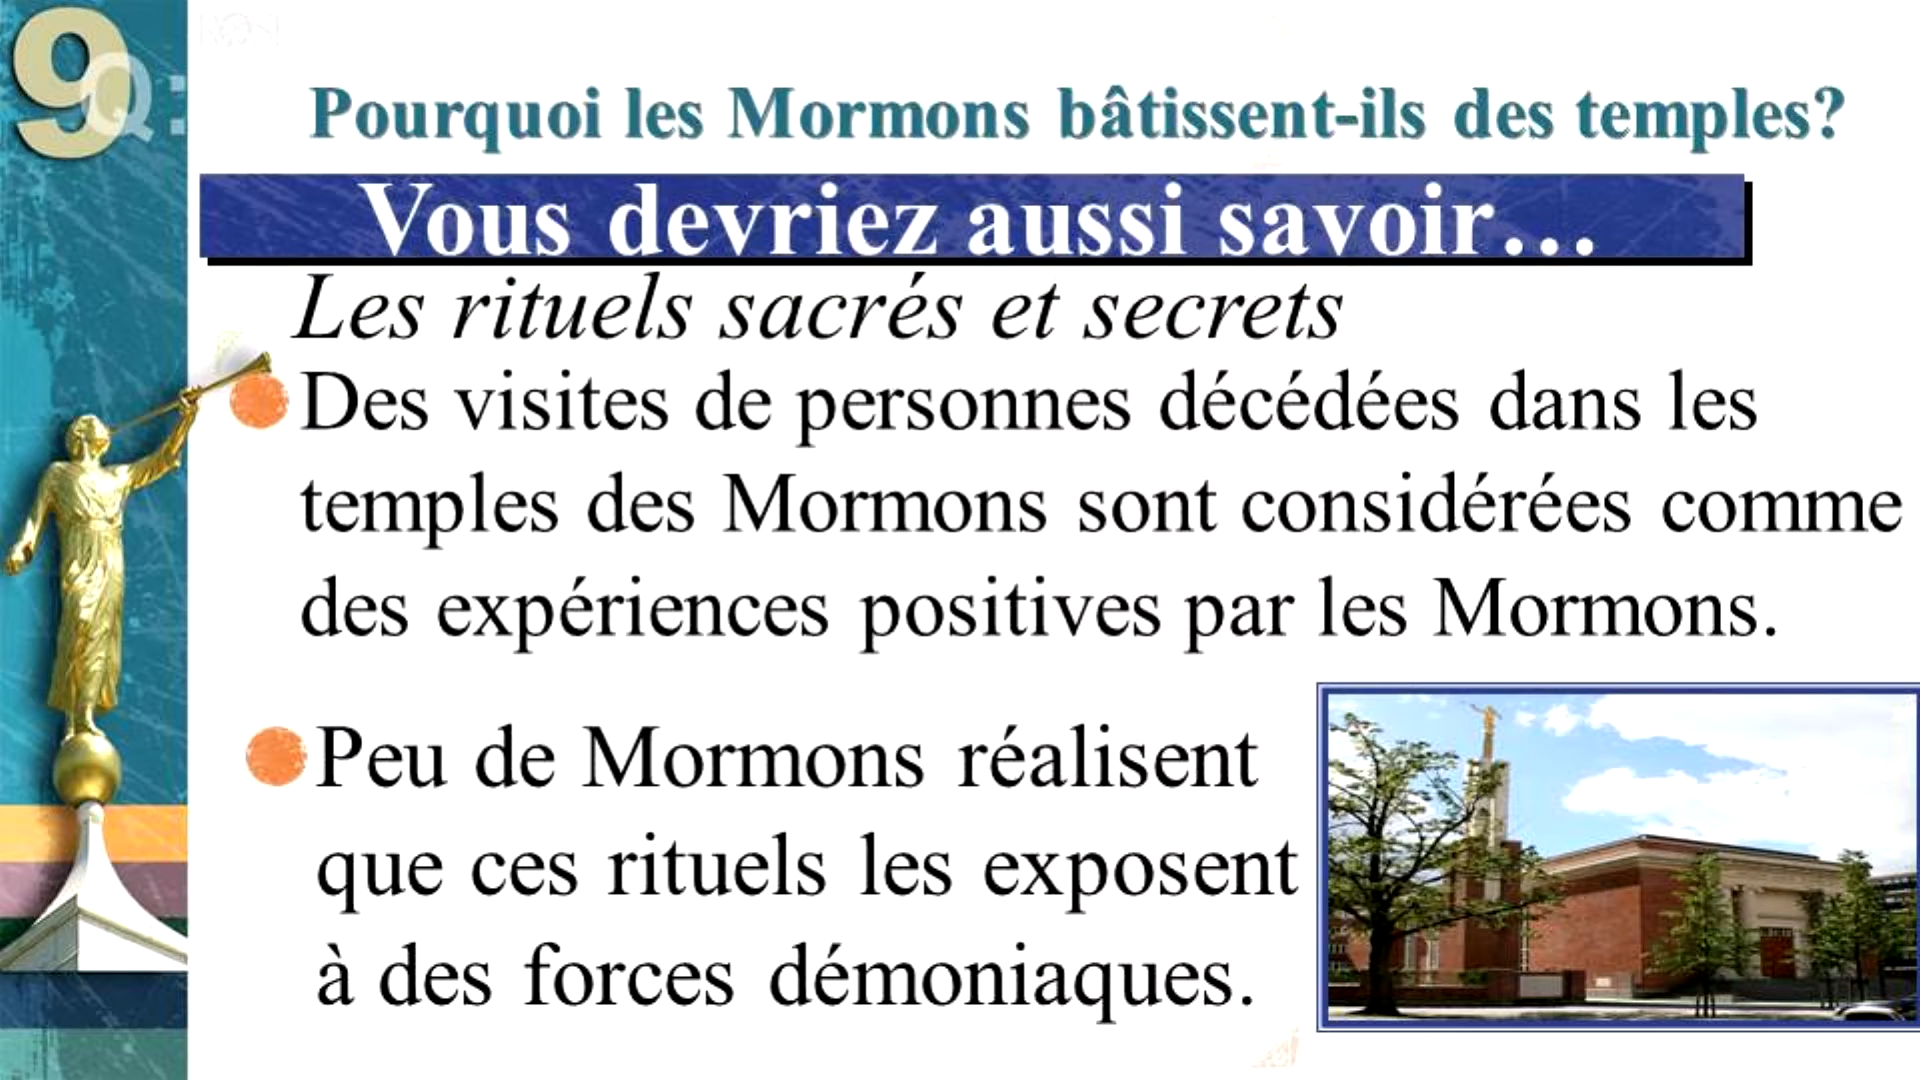 9
Q:
Pourquoi les Mormons bâtissent-ils des temples?
Vous devriez aussi savoir…
Les rituels sacrés et secrets
Des visites de personnes décédées dans les
temples des Mormons sont considérées comme
des expériences positives par les Mormons.
Peu de Mormons réalisent
que ces rituels les exposent
à des forces démoniaques.